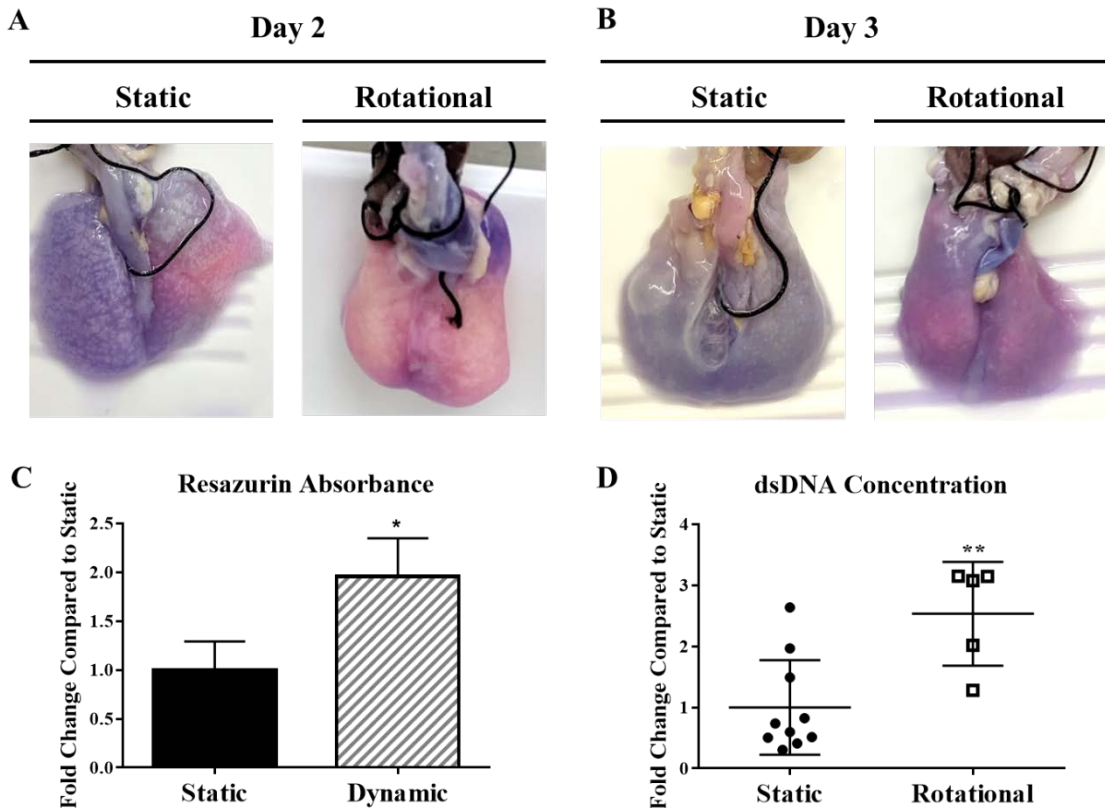 A
Day 2
Static
Rotational
B
Day 3
Static
Rotational
C
Resazurin Absorbance
Fold Change Compared to Static
2.5
2.0
1.5
1.0
0.5
0.0
*
Static
Dynamic
D
dsDNA Concentration
Fold Change Compared to Static
4
3
2
1
0
**
Static
Rotational